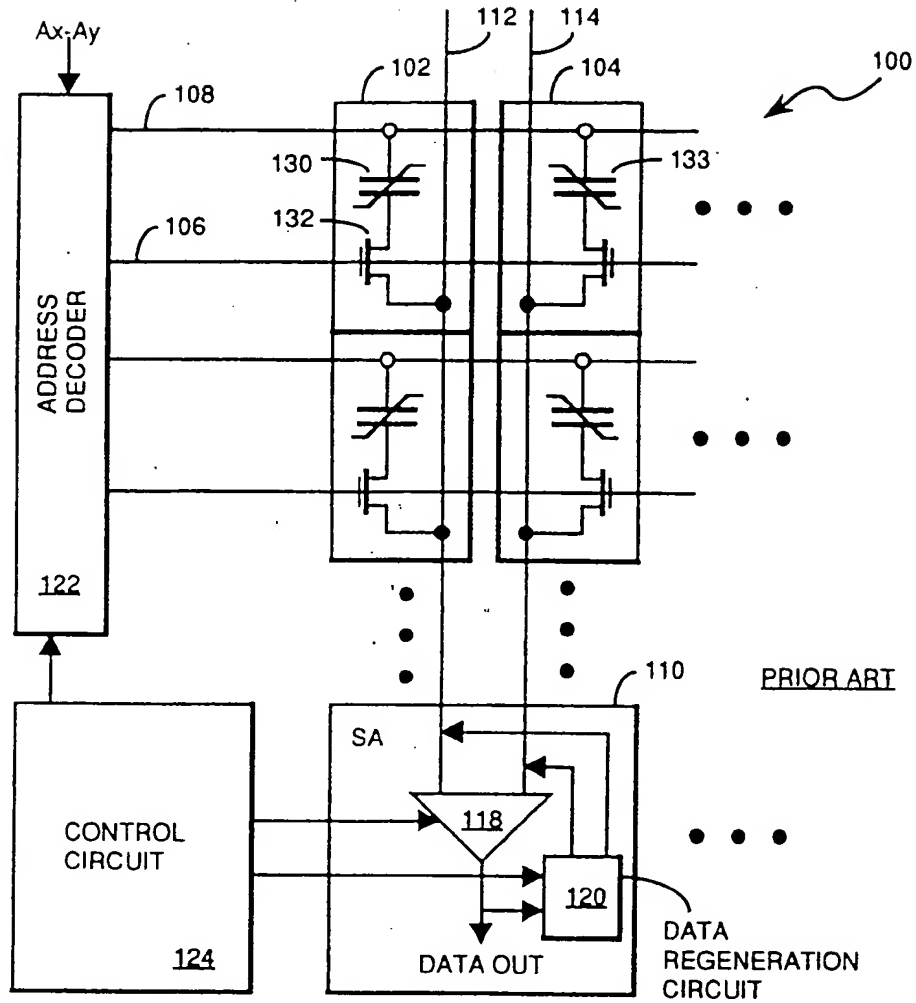 Ax-Ay
112
114
102
104
100
108
130
133
132
106
ADDRESS
DECODER
122
110
PRIOR ART
SA
118
CONTROL
CIRCUIT
120
124
DATA OUT
DATA
REGENERATION
CIRCUIT